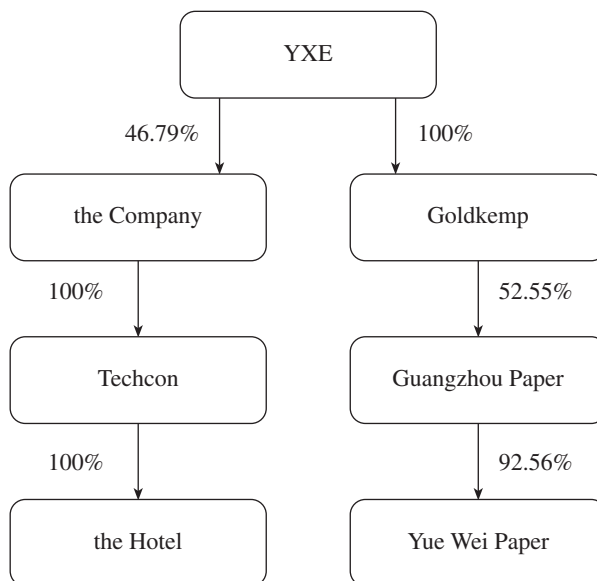 YXE
46.79%
100%
the Company
Goldkemp
100%
52.55%
Techcon
Guangzhou Paper
100%
92.56%
the Hotel
Yue Wei Paper